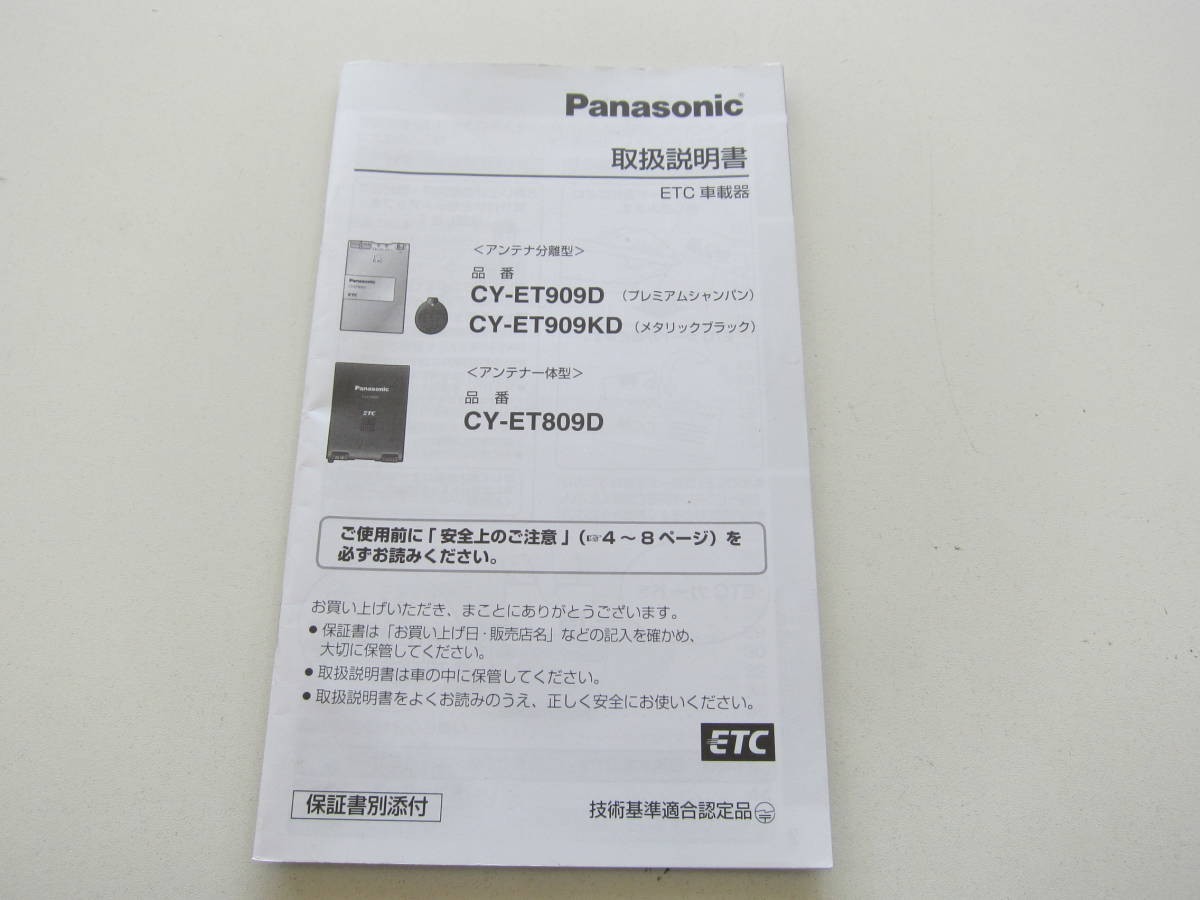 Panasonic®
取扱説明書
ETC 車載器
＜アンテナ分離型＞
品 番
CY-ET909D （プレミアムシャンパン）
CY-ET909KD （メタリックブラック）
Panasonic
ETC
＜アンテナ一体型＞
品 番
CY-ET809D
Panasonic
ETC
ご使用前に「 安全上のご注意 」（☞4 〜 8 ページ）を
必ずお読みください。
お買い上げいただき、まことにありがとうございます。
● 保証書は「お買い上げ日・販売店名」などの記入を確かめ、
大切に保管してください。
● 取扱説明書は車の中に保管してください。
● 取扱説明書をよくお読みのうえ、正しく安全にお使いください。
ETC
保証書別添付
技術基準適合認定品